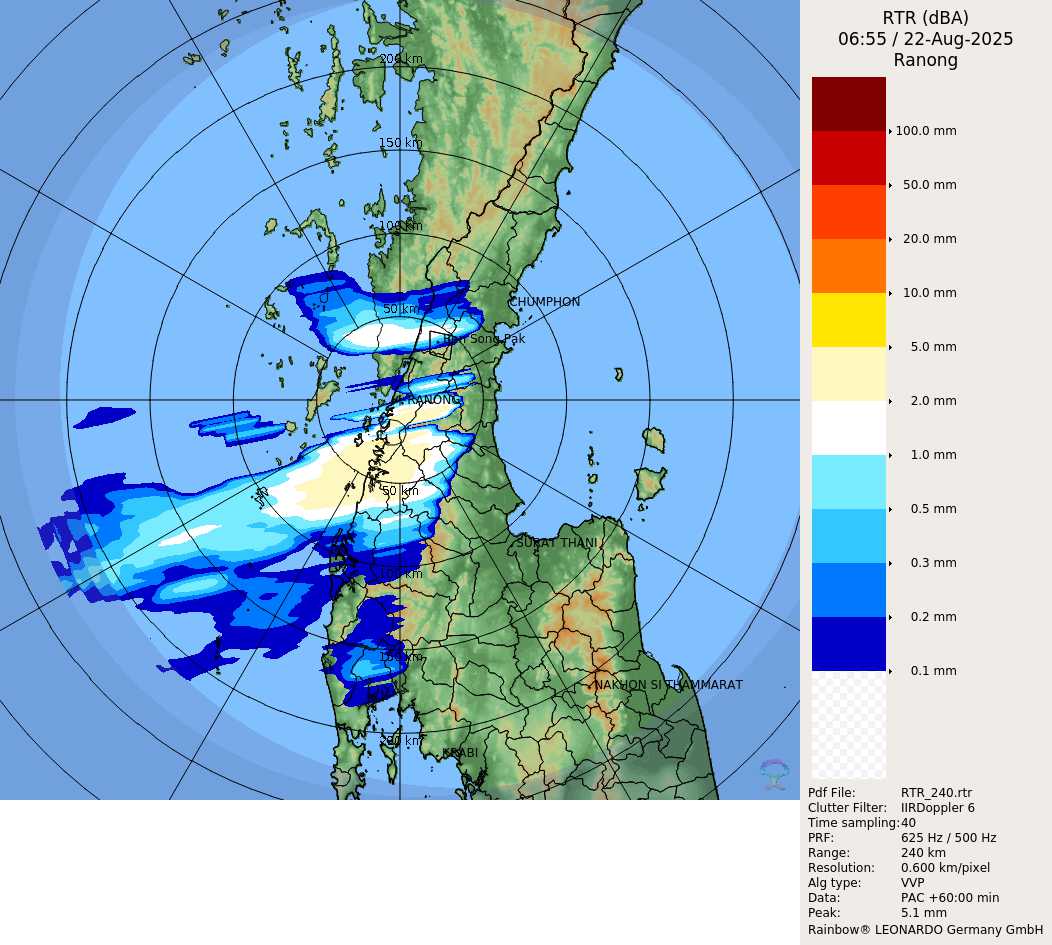 RTR (dBA)
06:55 / 22-Aug-2025
Ranong
200 km
150 km
100 km
50 km
CHUMPHON
Ban Song Pak
RANONG
50 km
SURAT THANI
100 km
150 km
NAKHON SI THAMMARAT
200 km
KRABI
100.0 mm
50.0 mm
20.0 mm
10.0 mm
5.0 mm
2.0 mm
1.0 mm
0.5 mm
0.3 mm
0.2 mm
0.1 mm
Pdf File: RTR_240.rtr
Clutter Filter: IIRDoppler 6
Time sampling:40
PRF: 625 Hz / 500 Hz
Range: 240 km
Resolution: 0.600 km/pixel
Alg type: VVP
Data: PAC +60:00 min
Peak: 5.1 mm
Rainbow® LEONARDO Germany GmbH